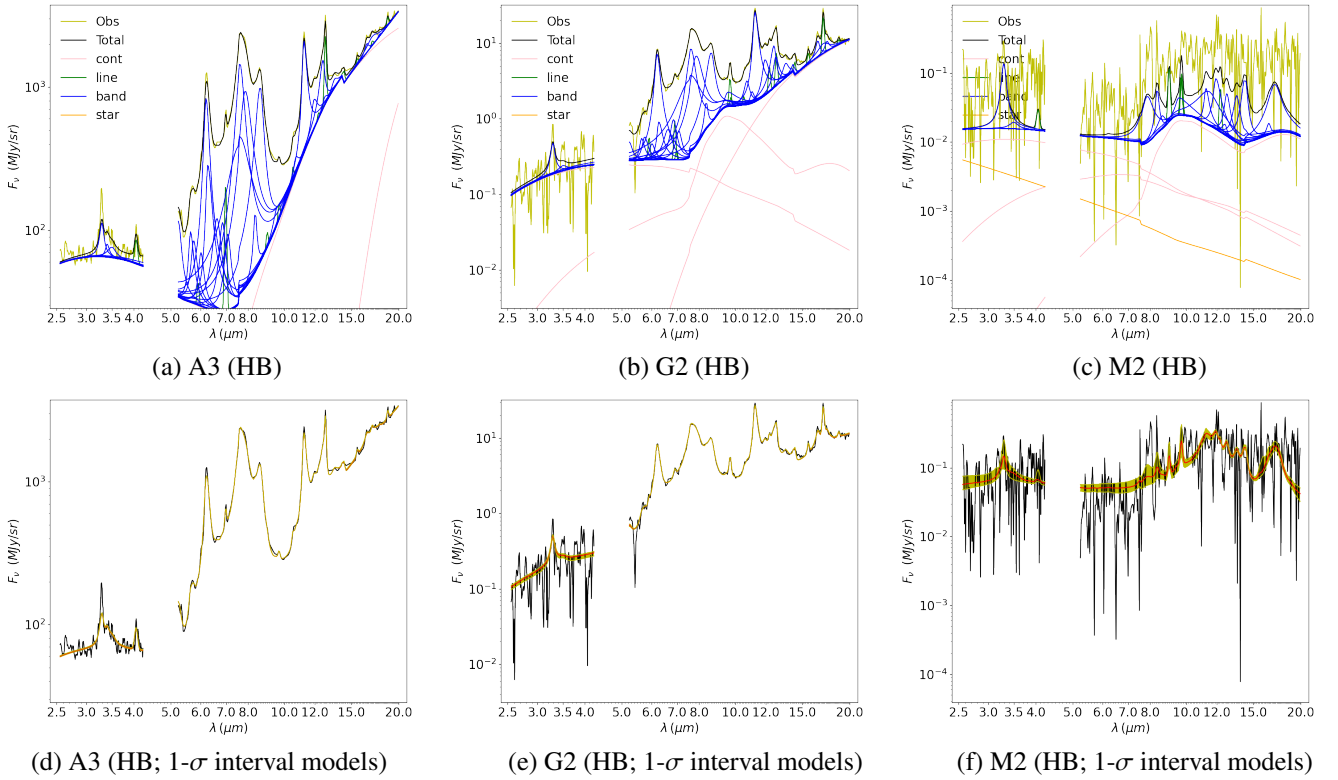 F_ν (MJy/sr)
10^3
10^2
Obs
Total
cont
line
band
star
2.5 3.0 3.5 4.0 5.0 6.0 7.0 8.0 10.0 12.0 15.0 20.0
λ (μm)
(a) A3 (HB)
F_ν (MJy/sr)
10^1
10^0
10^-1
10^-2
Obs
Total
cont
line
band
star
2.5 3.0 3.5 4.0 5.0 6.0 7.0 8.0 10.0 12.0 15.0 20.0
λ (μm)
(b) G2 (HB)
F_ν (MJy/sr)
10^0
10^-1
10^-2
10^-3
10^-4
Obs
Total
cont
line
band
star
2.5 3.0 3.5 4.0 5.0 6.0 7.0 8.0 10.0 12.0 15.0 20.0
λ (μm)
(c) M2 (HB)
F_ν (MJy/sr)
10^3
10^2
2.5 3.0 3.5 4.0 5.0 6.0 7.0 8.0 10.0 12.0 15.0 20.0
λ (μm)
(d) A3 (HB; 1-σ interval models)
F_ν (MJy/sr)
10^1
10^0
10^-1
10^-2
2.5 3.0 3.5 4.0 5.0 6.0 7.0 8.0 10.0 12.0 15.0 20.0
λ (μm)
(e) G2 (HB; 1-σ interval models)
F_ν (MJy/sr)
10^0
10^-1
10^-2
10^-3
10^-4
2.5 3.0 3.5 4.0 5.0 6.0 7.0 8.0 10.0 12.0 15.0 20.0
λ (μm)
(f) M2 (HB; 1-σ interval models)